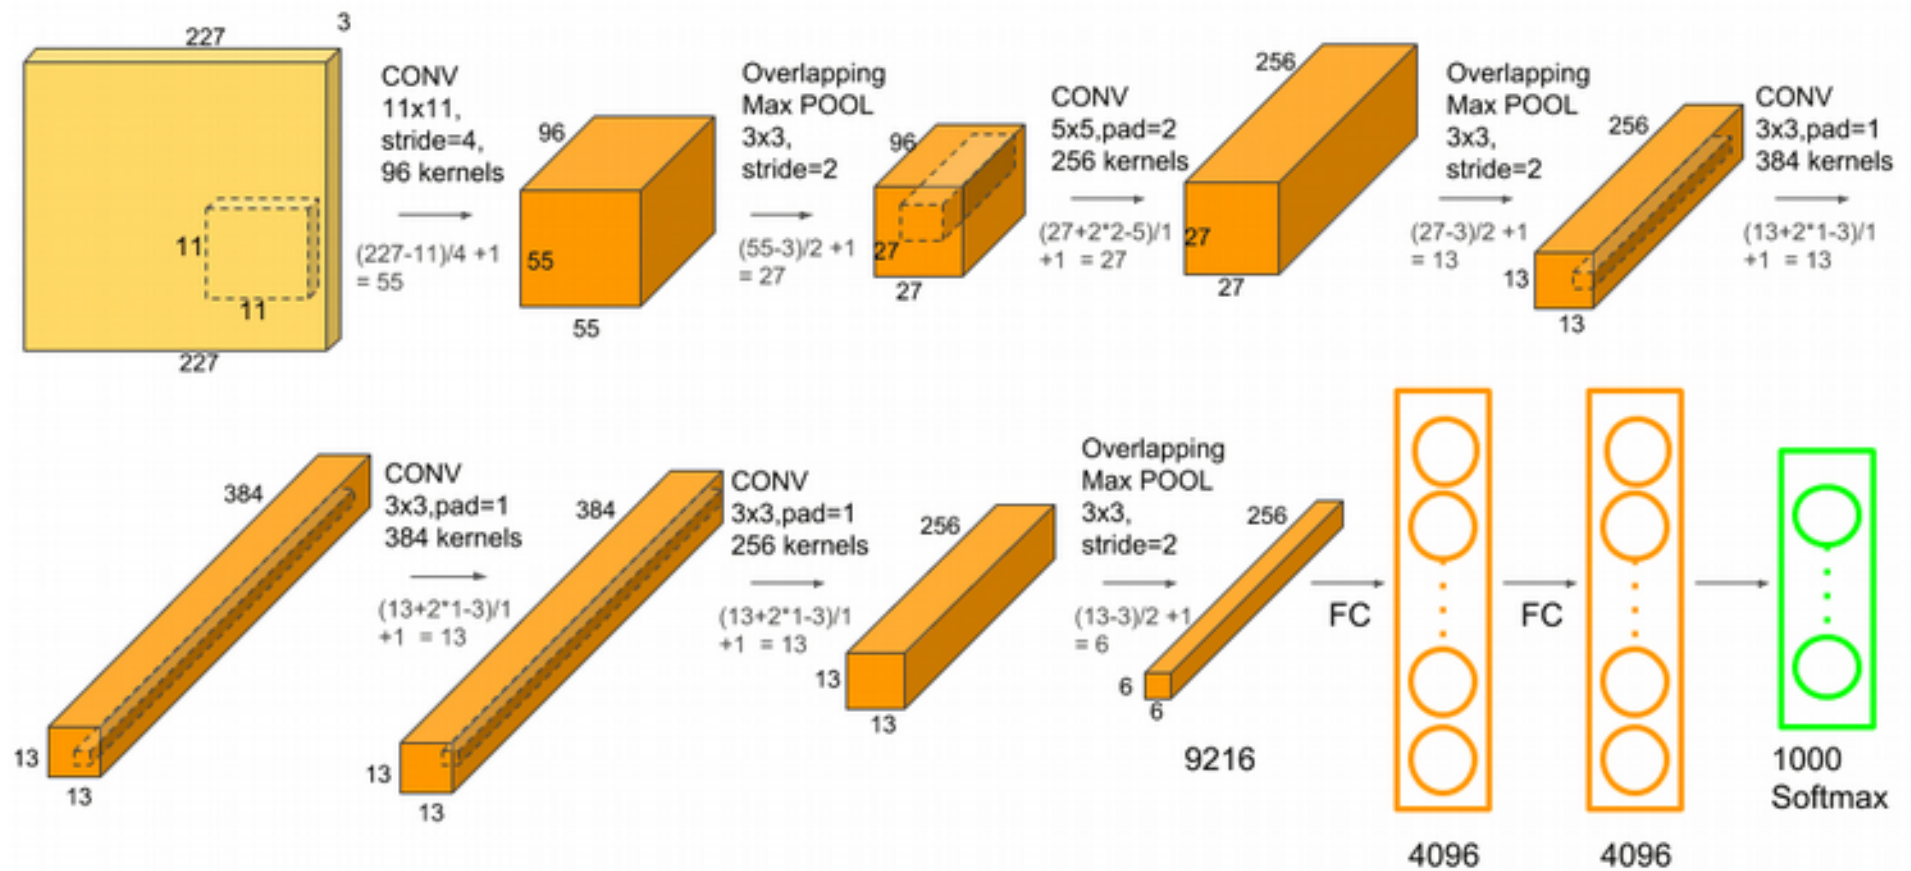 227
3
11
11
227
CONV
11x11,
stride=4,
96 kernels
(227-11)/4 +1
= 55
96
55
55
Overlapping
Max POOL
3x3,
stride=2
(55-3)/2 +1
= 27
96
27
27
CONV
5x5,pad=2
256 kernels
(27+2*2-5)/1
+1 = 27
256
27
27
Overlapping
Max POOL
3x3,
stride=2
(27-3)/2 +1
= 13
256
13
13
CONV
3x3,pad=1
384 kernels
(13+2*1-3)/1
+1 = 13
384
13
13
CONV
3x3,pad=1
384 kernels
(13+2*1-3)/1
+1 = 13
384
13
13
CONV
3x3,pad=1
256 kernels
(13+2*1-3)/1
+1 = 13
256
13
13
Overlapping
Max POOL
3x3,
stride=2
(13-3)/2 +1
= 6
256
6
6
9216
FC
4096
FC
4096
1000
Softmax